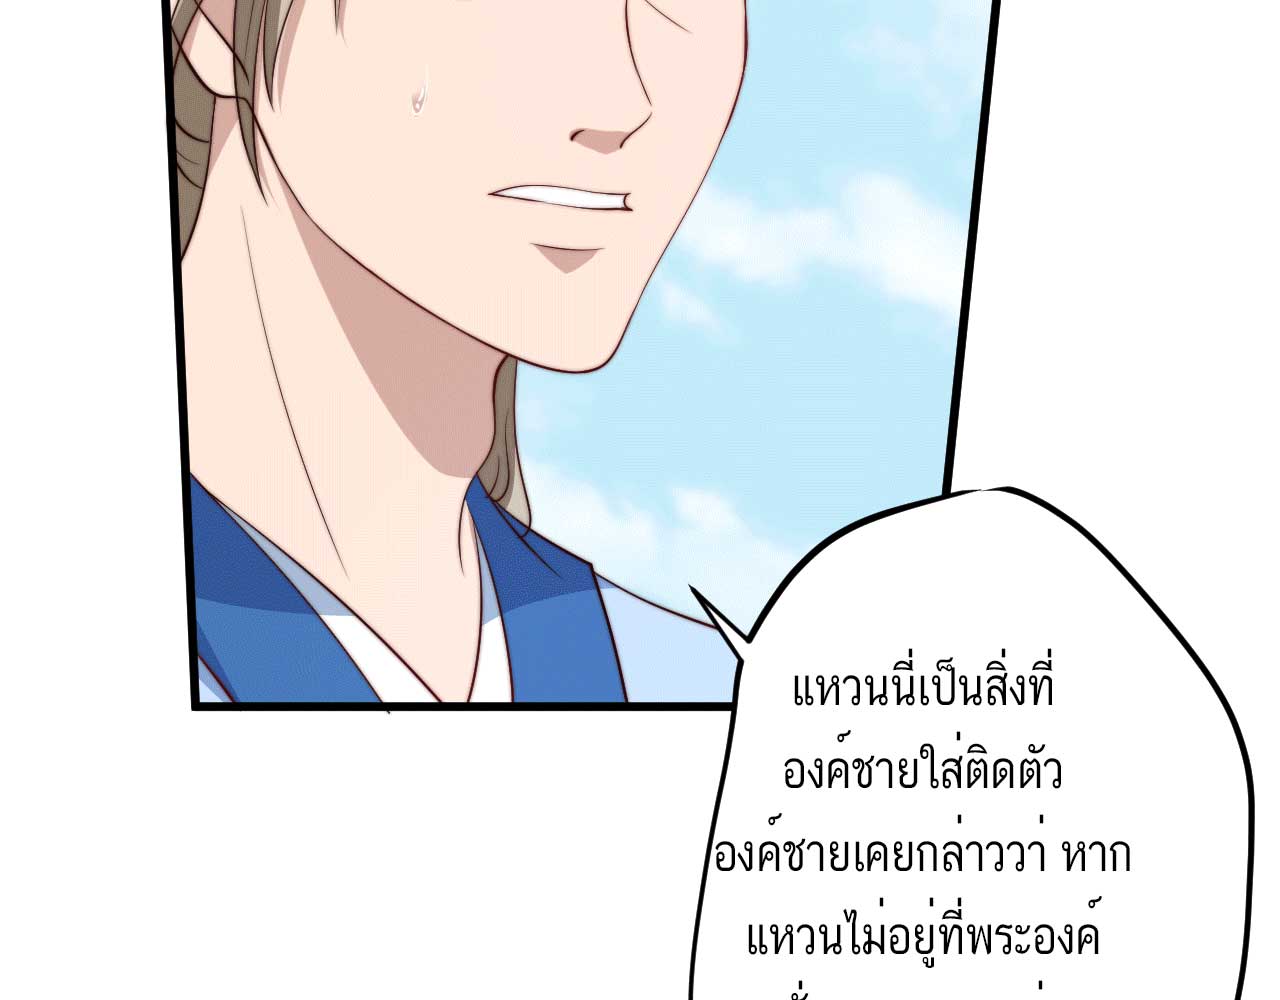 แหวนนี่เป็นสิ่งที่
องค์ชายใส่ติดตัว
องค์ชายเคยกล่าวว่า หาก
แหวนไม่อยู่ที่พระองค์